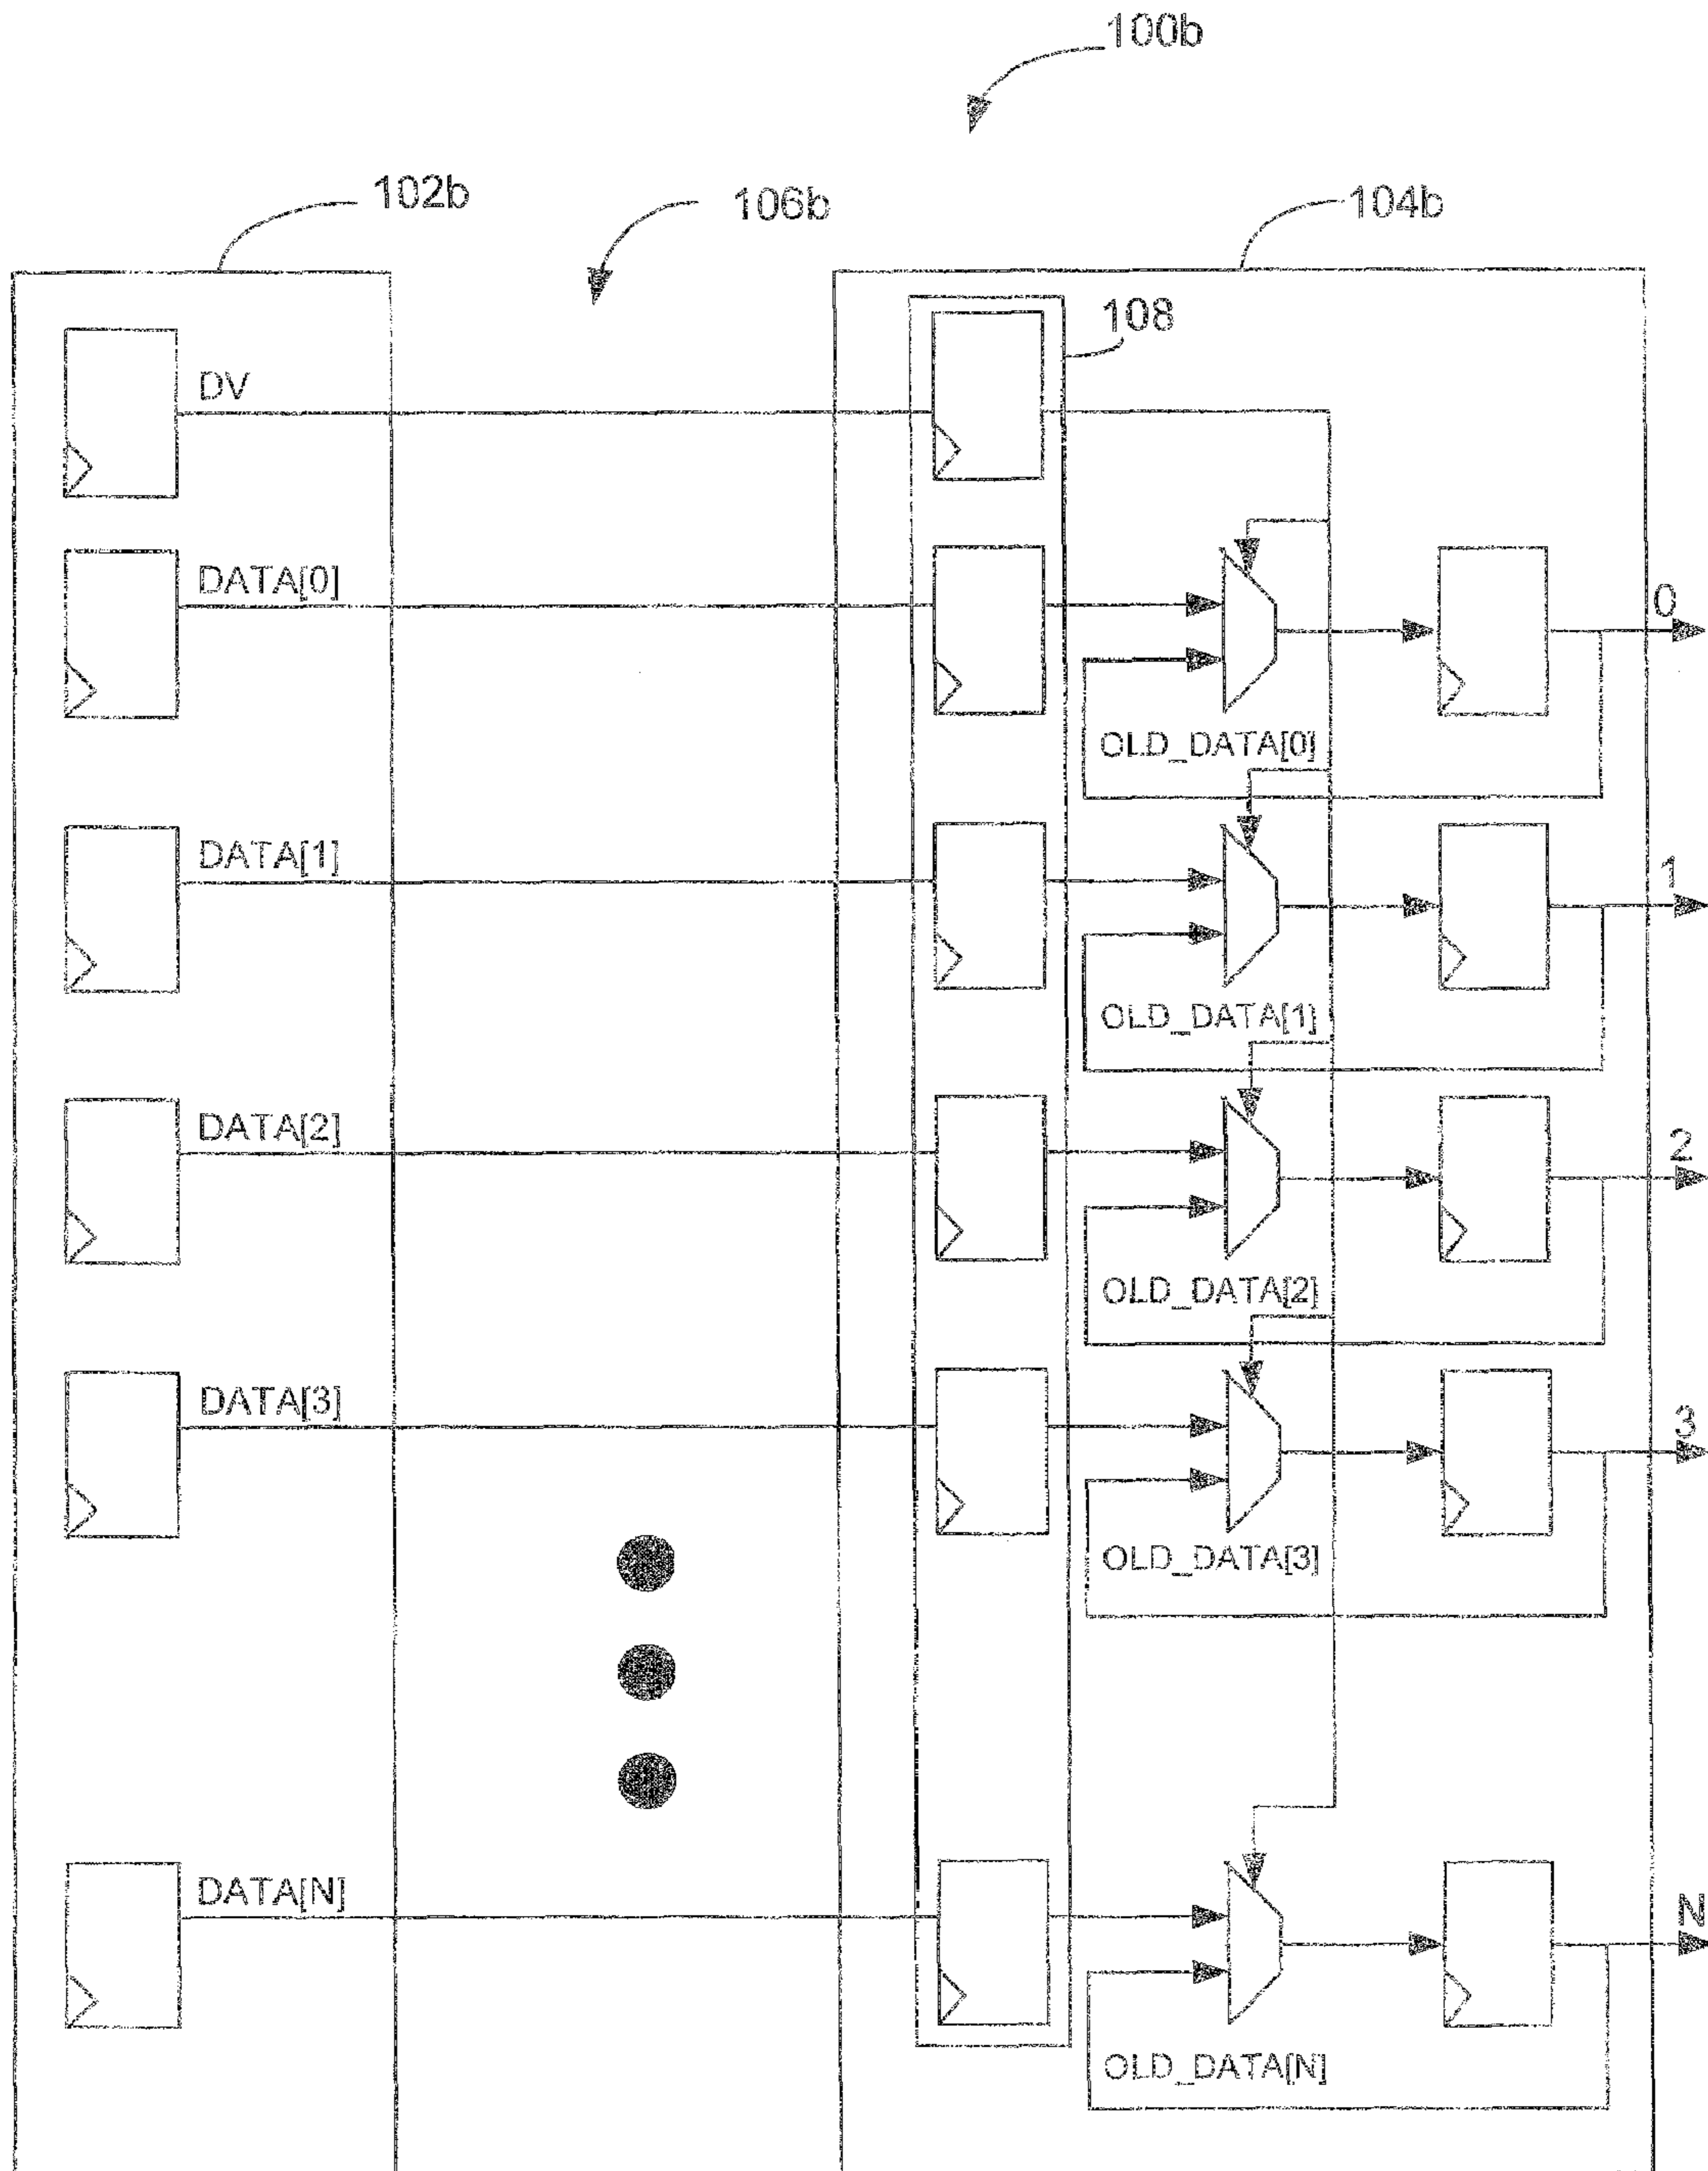 100b
102b
106b
104b
108
DV
DATA[0]
0
OLD_DATA[0]
DATA[1]
1
OLD_DATA[1]
DATA[2]
2
OLD_DATA[2]
DATA[3]
3
OLD_DATA[3]
DATA[N]
N
OLD_DATA[N]